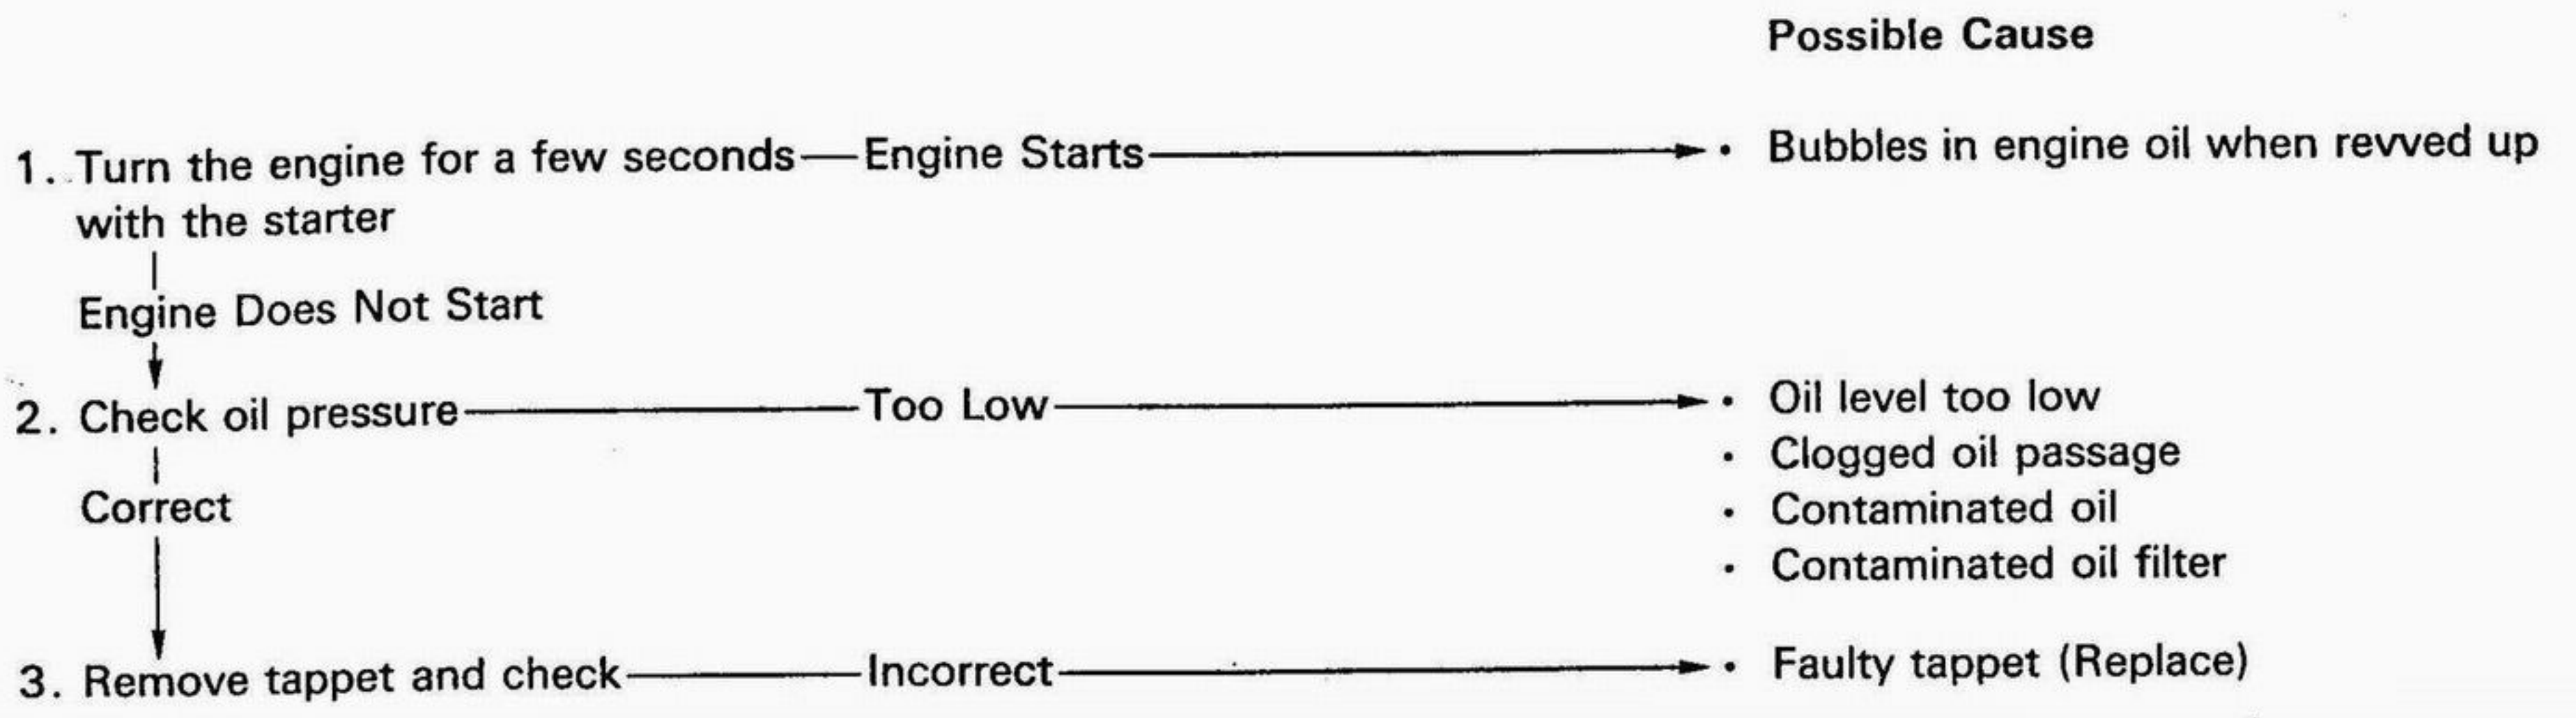 Possible Cause
1. Turn the engine for a few seconds—Engine Starts • Bubbles in engine oil when revved up
with the starter
Engine Does Not Start
2. Check oil pressure Too Low • Oil level too low
• Clogged oil passage
Correct • Contaminated oil
• Contaminated oil filter
3. Remove tappet and check Incorrect • Faulty tappet (Replace)